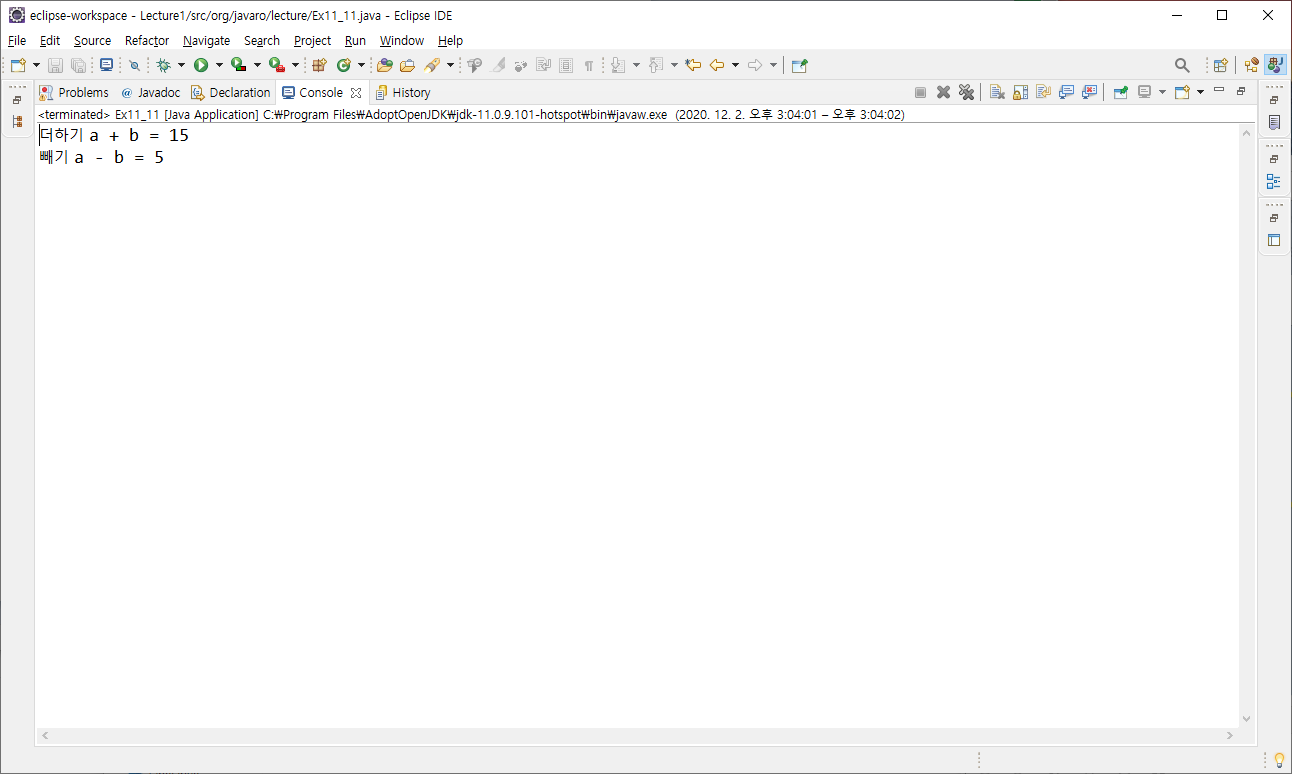 eclipse-workspace - Lecture1/src/org/javaro/lecture/Ex11_11.java - Eclipse IDE
File Edit Source Refactor Navigate Search Project Run Window Help
Problems @ Javadoc Declaration Console History
<terminated> Ex11_11 [Java Application] C:₩Program Files₩AdoptOpenJDK₩jdk-11.0.9.101-hotspot₩bin₩javaw.exe (2020. 12. 2. 오후 3:04:01 – 오후 3:04:02)
더하기 a + b = 15
빼기 a - b = 5